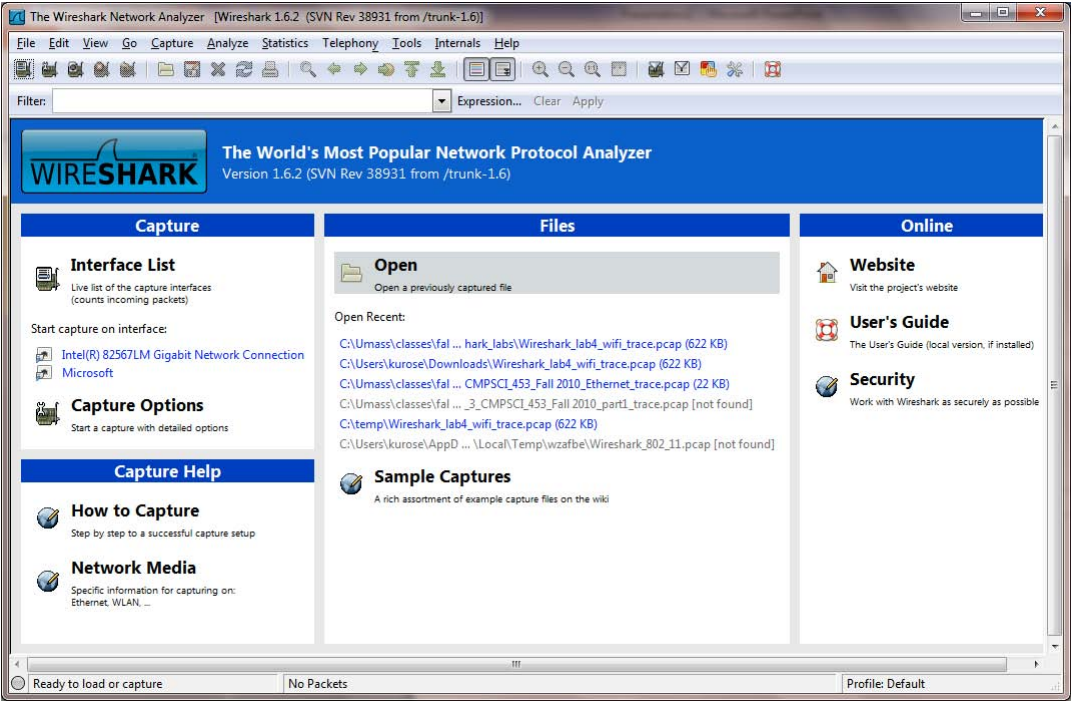 The Wireshark Network Analyzer [Wireshark 1.6.2 (SVN Rev 38931 from /trunk-1.6)]
File Edit View Go Capture Analyze Statistics Telephony Tools Internals Help
Filter:
Expression... Clear Apply
WIRESHARK
The World's Most Popular Network Protocol Analyzer
Version 1.6.2 (SVN Rev 38931 from /trunk-1.6)
Capture
Interface List
Live list of the capture interfaces
(counts incoming packets)
Start capture on interface:
Intel(R) 82567LM Gigabit Network Connection
Microsoft
Capture Options
Start a capture with detailed options
Capture Help
How to Capture
Step by step to a successful capture setup
Network Media
Specific information for capturing on:
Ethernet, WLAN, ...
Files
Open
Open a previously captured file
Open Recent:
C:\Umass\classes\fal ... hark_labs\Wireshark_lab4_wifi_trace.pcap (622 KB)
C:\Users\kurose\Downloads\Wireshark_lab4_wifi_trace.pcap (622 KB)
C:\Umass\classes\fal ... CMPSCI_453_Fall 2010_Ethernet_trace.pcap (22 KB)
C:\Umass\classes\fal ... _3_CMPSCI_453_Fall 2010_part1_trace.pcap [not found]
C:\temp\Wireshark_lab4_wifi_trace.pcap (622 KB)
C:\Users\kurose\AppD ... \Local\Temp\wzafbe\Wireshark_802_11.pcap [not found]
Sample Captures
A rich assortment of example capture files on the wiki
Online
Website
Visit the project's website
User's Guide
The User's Guide (local version, if installed)
Security
Work with Wireshark as securely as possible
Ready to load or capture
No Packets
Profile: Default